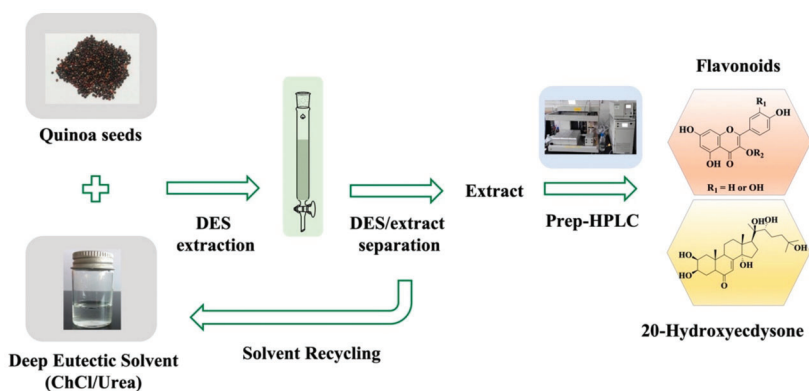 Quinoa seeds
Deep Eutectic Solvent
(ChCl/Urea)
DES
extraction
DES/extract
separation
Solvent Recycling
Extract
Prep-HPLC
Flavonoids
R₁
OH
HO
O
OR₂
OH
O
R₁ = H or OH
OH
OH
OH
HO
HO
OH
O
20-Hydroxyecdysone